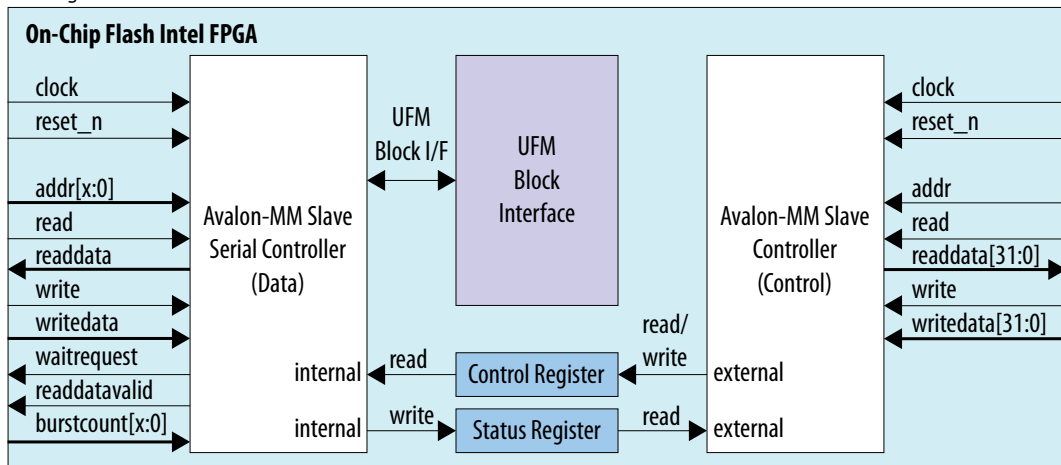 On-Chip Flash Intel FPGA
clock
reset_n
addr[x:0]
read
readdata
write
writedata
waitrequest
readdatavalid
burstcount[x:0]
Avalon-MM Slave
Serial Controller
(Data)
internal
internal
UFM
Block I/F
UFM
Block
Interface
read
Control Register
read/
write
write
Status Register
read
Avalon-MM Slave
Controller
(Control)
external
external
clock
reset_n
addr
read
readdata[31:0]
write
writedata[31:0]